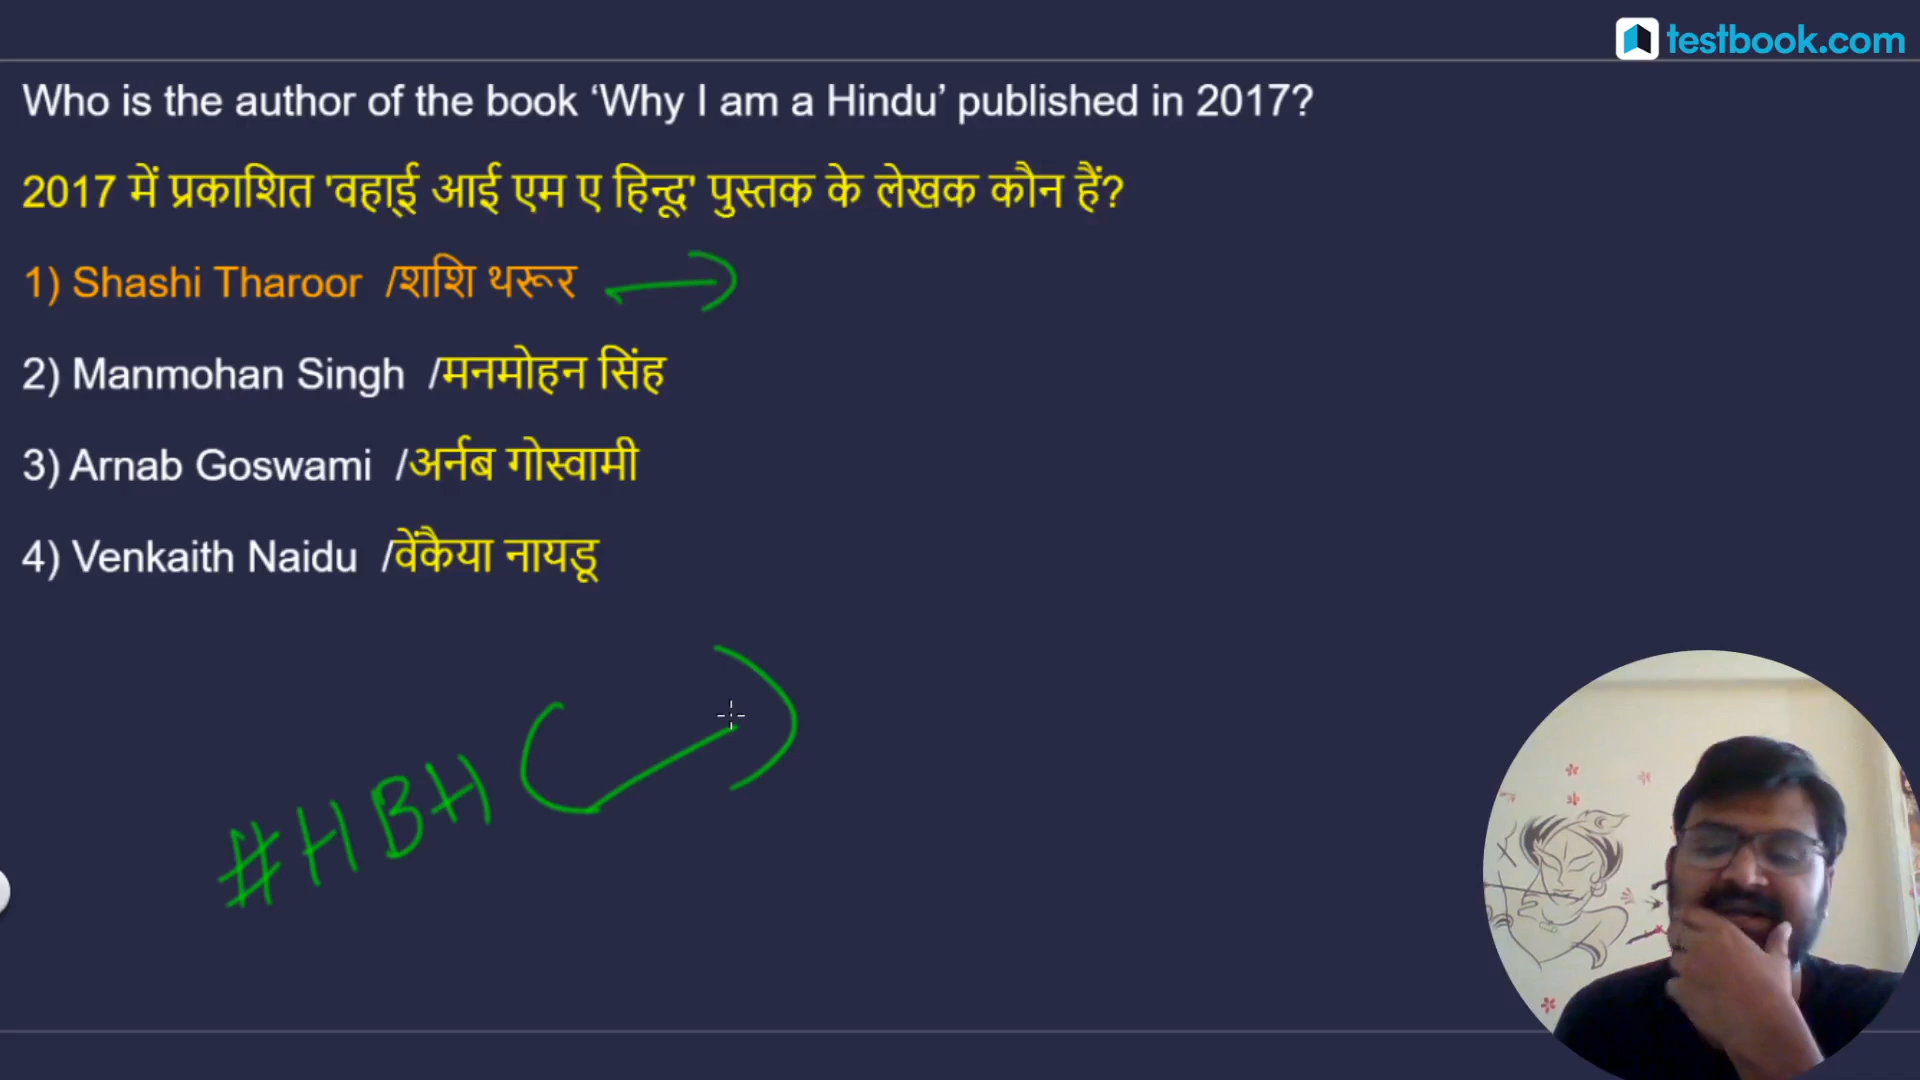 testbook.com
Who is the author of the book ‘Why I am a Hindu’ published in 2017?
2017 में प्रकाशित 'वहा्ई आई एम ए हिन्दू' पुस्तक के लेखक कौन हैं?
1) Shashi Tharoor /शशि थरूर
2) Manmohan Singh /मनमोहन सिंह
3) Arnab Goswami /अर्नब गोस्वामी
4) Venkaith Naidu /वेंकैया नायडू
#HBH